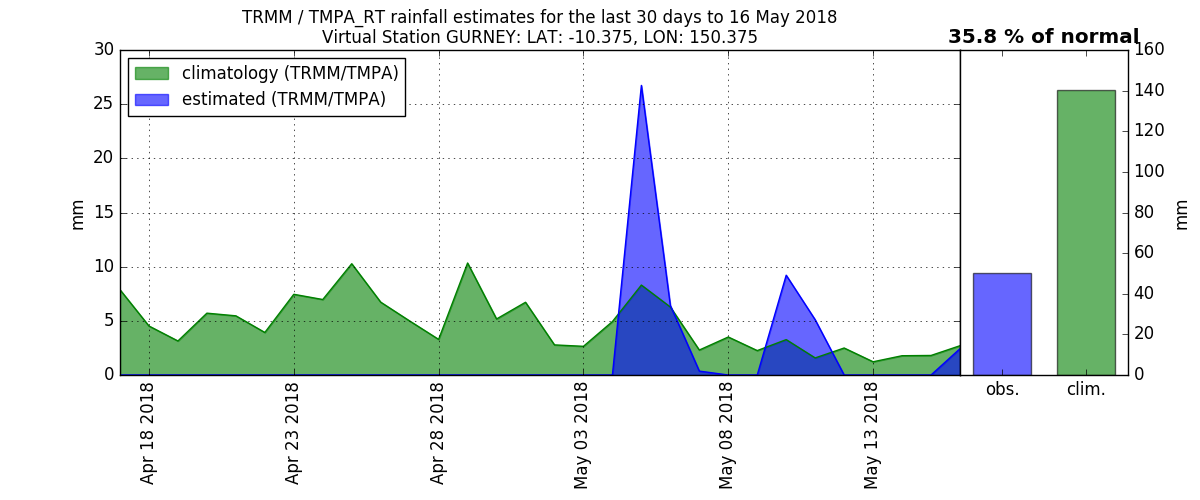 TRMM / TMPA_RT rainfall estimates for the last 30 days to 16 May 2018
Virtual Station GURNEY: LAT: -10.375, LON: 150.375
35.8 % of normal
climatology (TRMM/TMPA)
estimated (TRMM/TMPA)
30
25
20
15
10
5
0
mm
Apr 18 2018
Apr 23 2018
Apr 28 2018
May 03 2018
May 08 2018
May 13 2018
160
140
120
100
80
60
40
20
0
mm
obs.
clim.